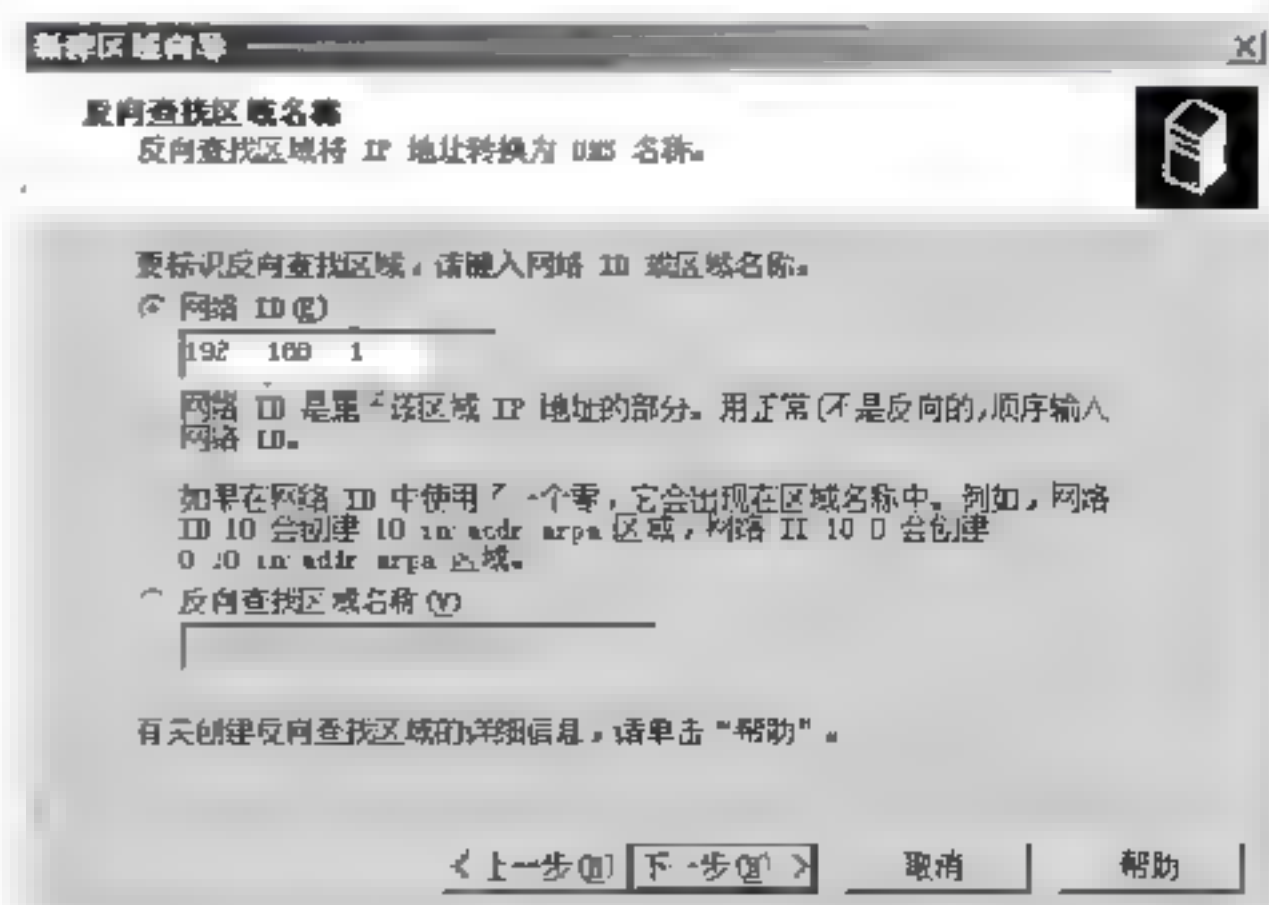 新建区域向导
反向查找区域名称
反向查找区域将 IP 地址转换为 DNS 名称。
要标识反向查找区域，请键入网络 ID 或区域名称。
网络 ID(E)
192 168 1
网络 ID 是属于该区域 IP 地址的部分。用正常(不是反向的)顺序输入
网络 ID。
如果在网络 ID 中使用了一个零，它会出现在区域名称中。例如，网络
ID 10 会创建 10 in-addr arpa 区域，网络 ID 10 0 会创建
0 10 in-addr arpa 区域。
反向查找区域名称(V)
有关创建反向查找区域的详细信息，请单击“帮助”。
< 上一步(B) 下一步(N) > 取消 帮助